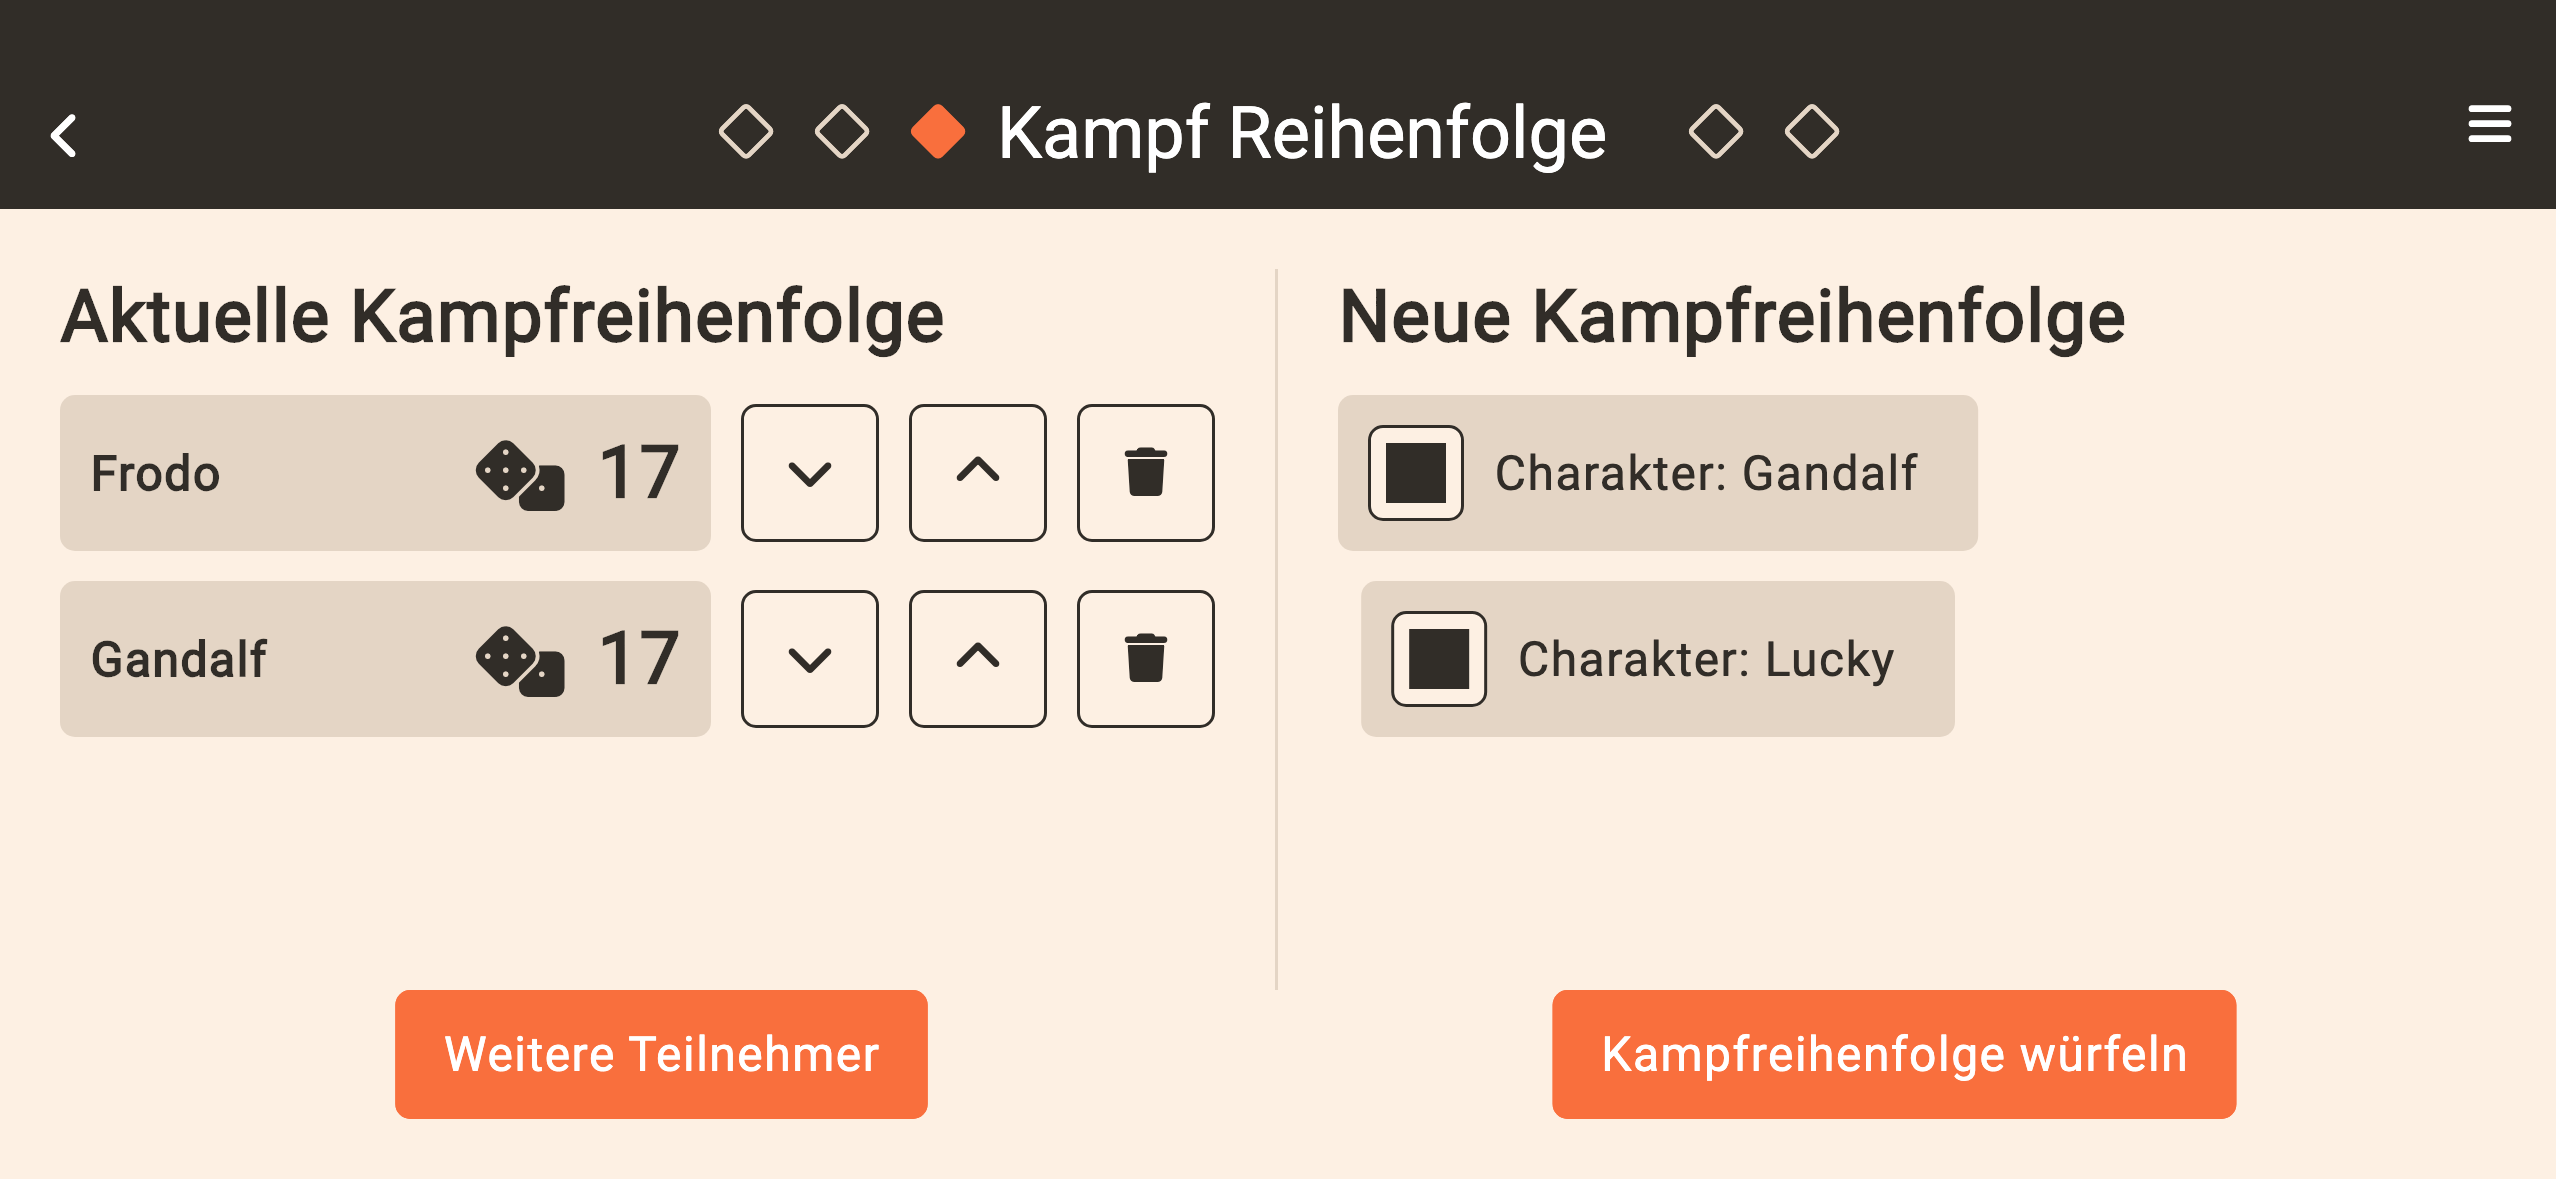 Kampf Reihenfolge
Aktuelle Kampfreihenfolge
Frodo 17
Gandalf 17
Weitere Teilnehmer
Neue Kampfreihenfolge
Charakter: Gandalf
Charakter: Lucky
Kampfreihenfolge würfeln